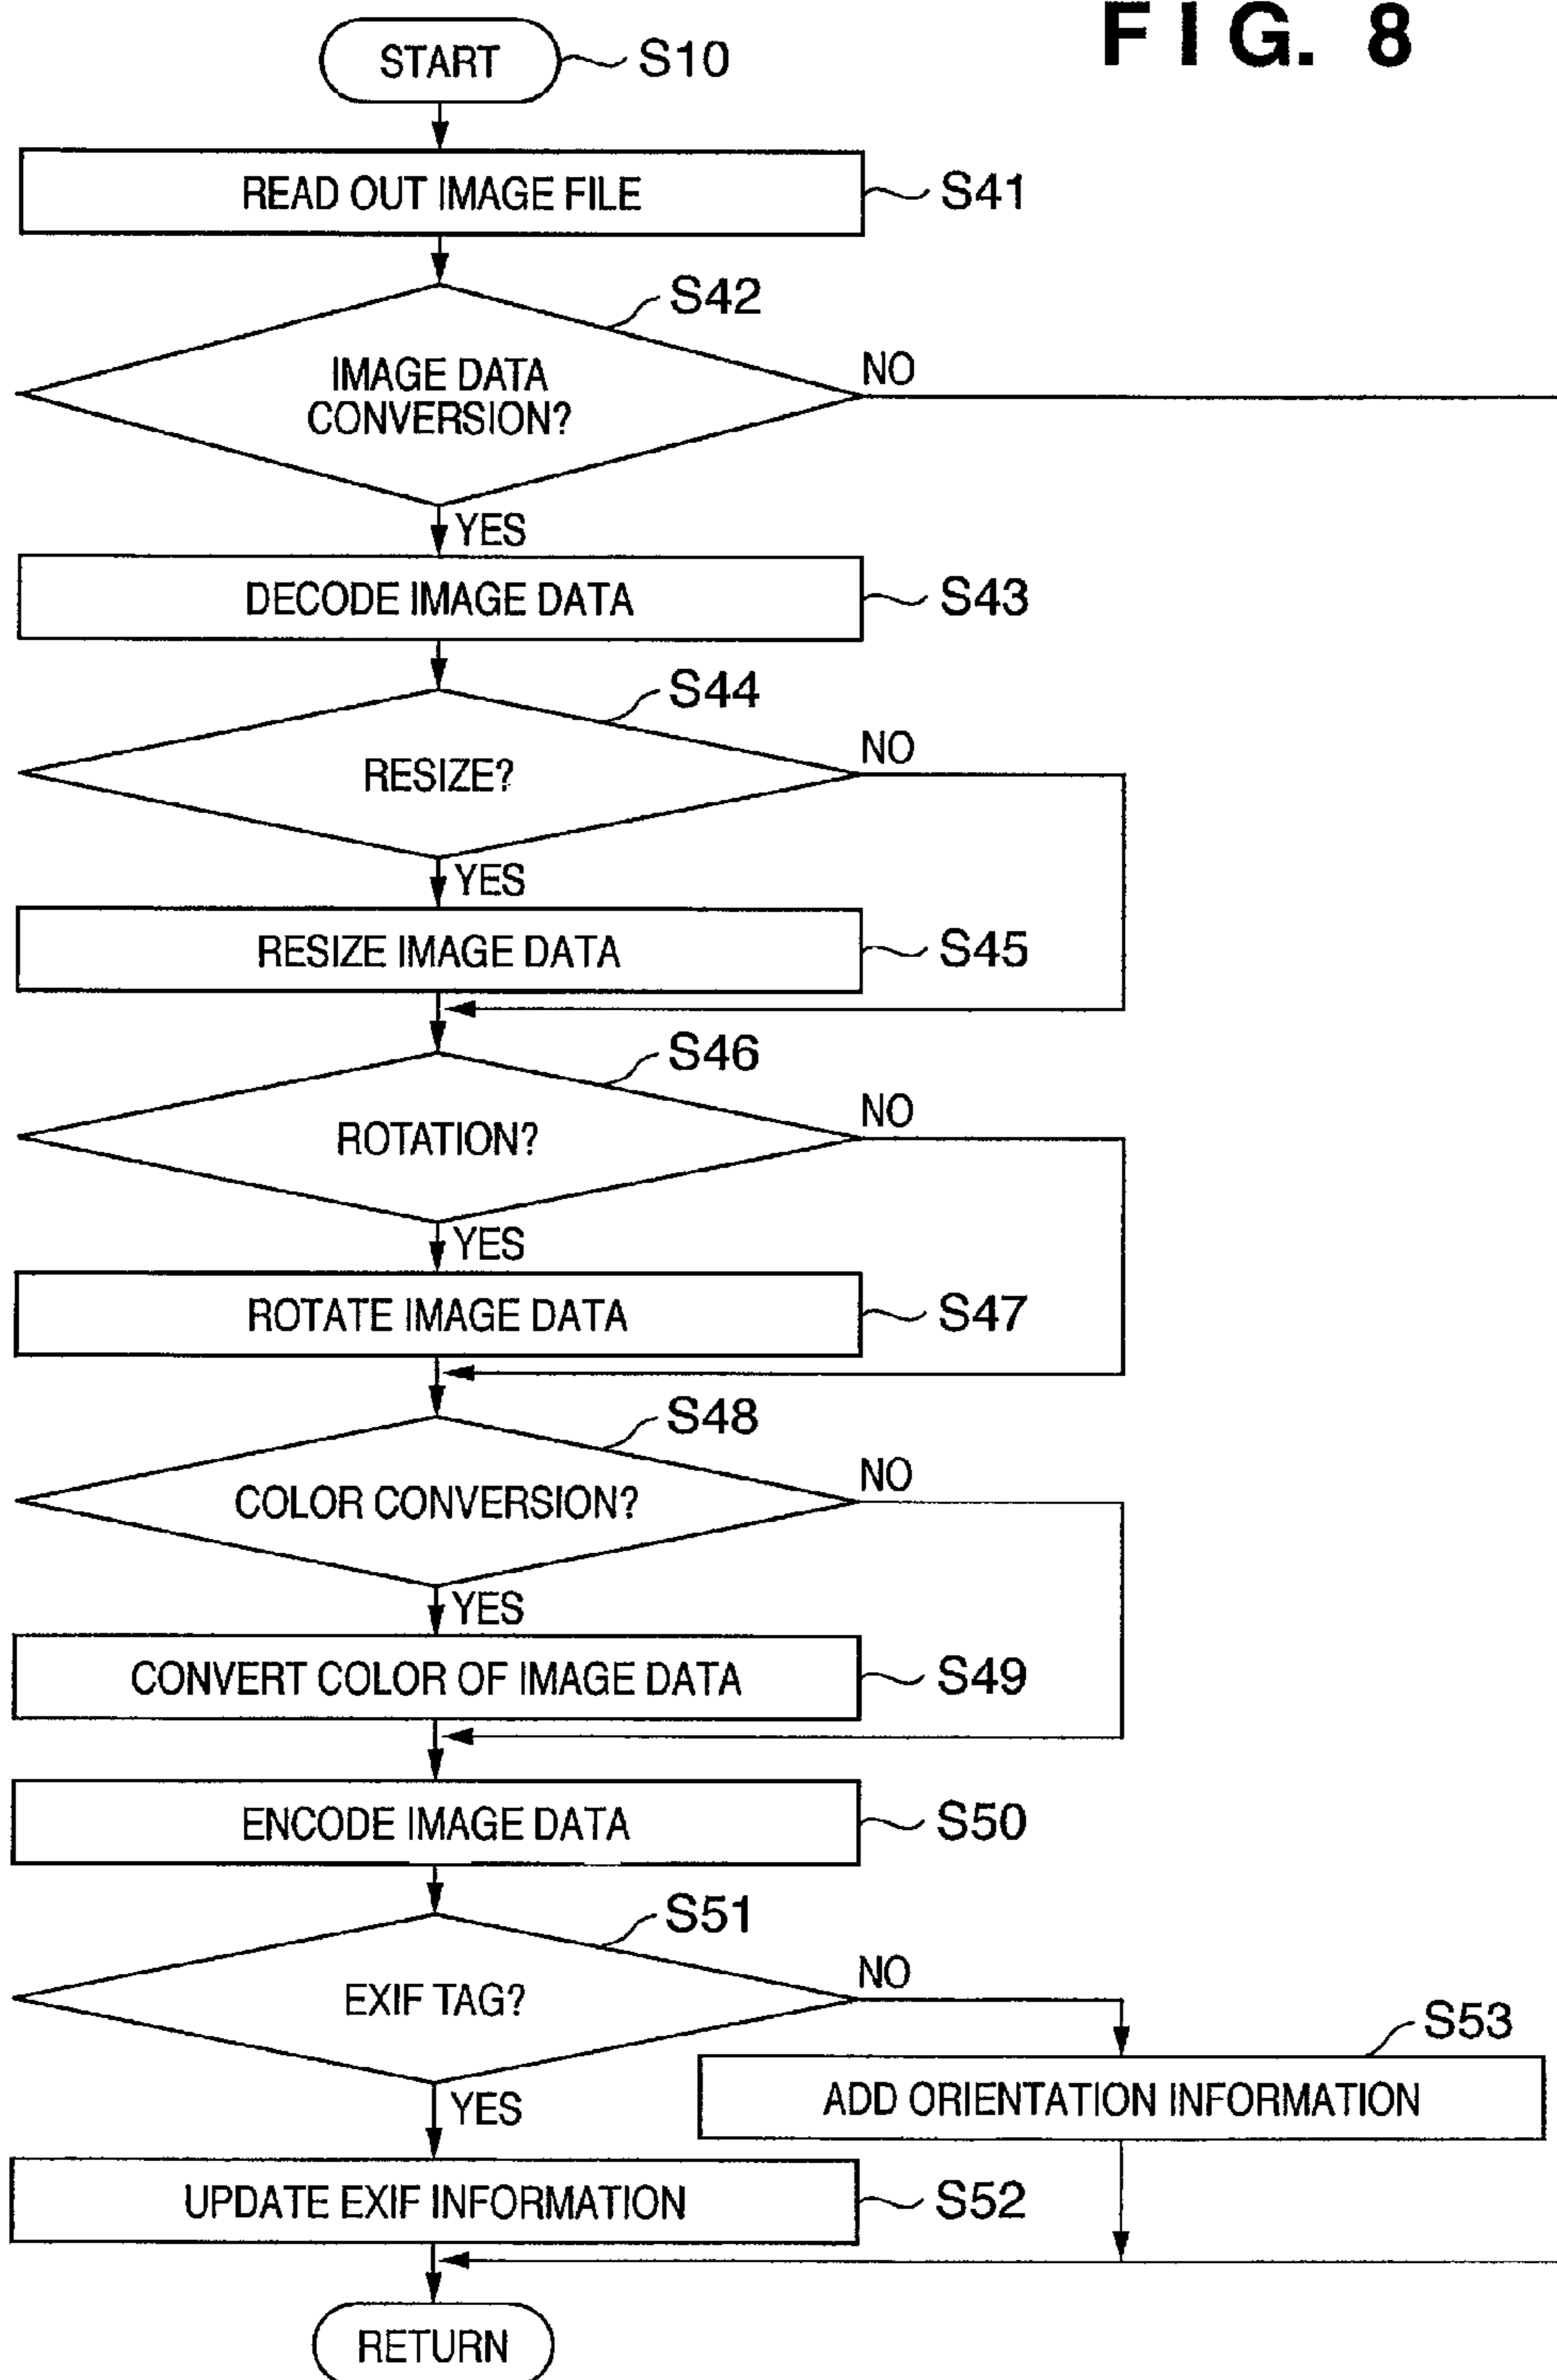 FIG. 8
START
S10
READ OUT IMAGE FILE
S41
S42
IMAGE DATA
CONVERSION?
NO
YES
DECODE IMAGE DATA
S43
S44
RESIZE?
NO
YES
RESIZE IMAGE DATA
S45
S46
ROTATION?
NO
YES
ROTATE IMAGE DATA
S47
S48
COLOR CONVERSION?
NO
YES
CONVERT COLOR OF IMAGE DATA
S49
ENCODE IMAGE DATA
S50
S51
EXIF TAG?
NO
S53
ADD ORIENTATION INFORMATION
YES
UPDATE EXIF INFORMATION
S52
RETURN